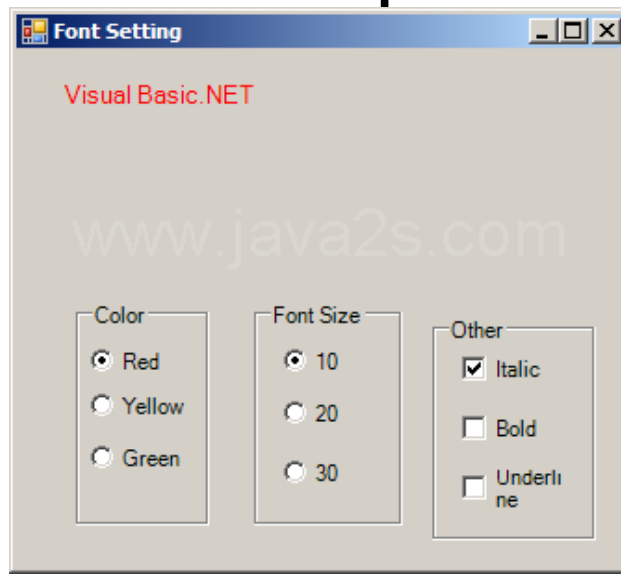 Font Setting
Visual Basic.NET
www.java2s.com
Color
Red
Yellow
Green
Font Size
10
20
30
Other
Italic
Bold
Underli
ne